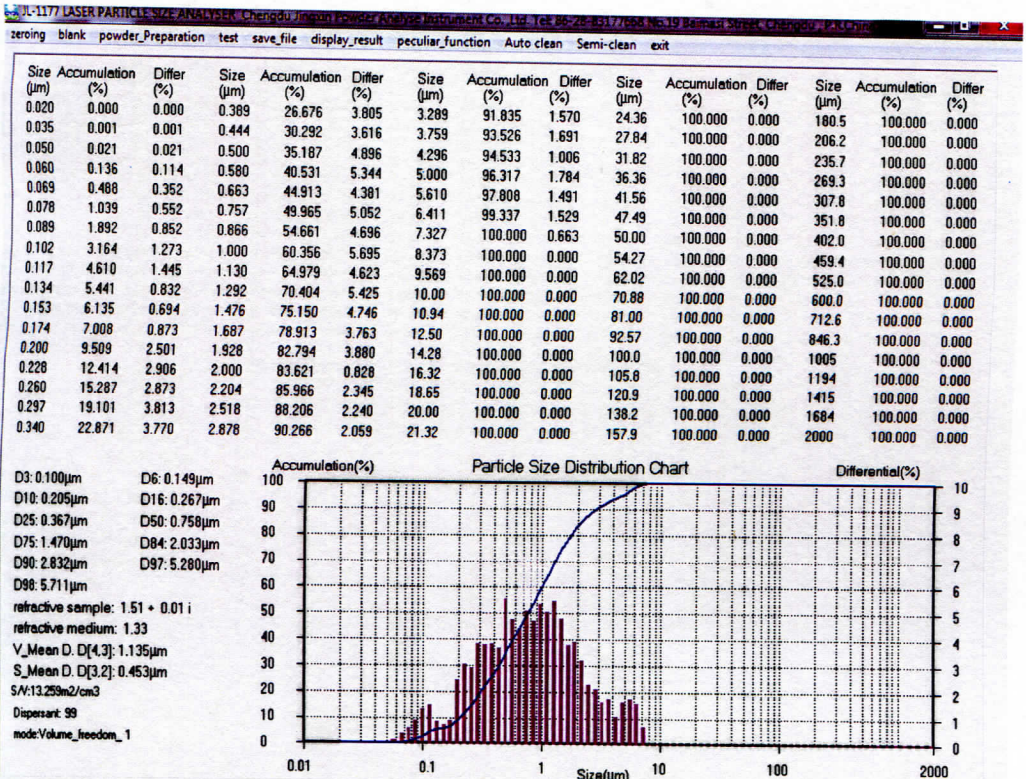 JL-1177 LASER PARTICLE SIZE ANALYSER Chengdu Jingxin Powder Analyse Instrument Co., Ltd. Tel: 86-28-83177668 No.19 Street, Chengdu ,P.R.China
zeroing blank powder_Preparation test save_file display_result peculiar_function Auto clean Semi-clean exit
Size Accumulation Differ Size Accumulation Differ Size Accumulation Differ Size Accumulation Differ Size Accumulation Differ
(µm) (%) (%) (µm) (%) (%) (µm) (%) (%) (µm) (%) (%) (µm) (%) (%)
0.020 0.000 0.000 0.389 26.676 3.805 3.289 91.835 1.570 24.36 100.000 0.000 180.5 100.000 0.000
0.035 0.001 0.001 0.444 30.292 3.616 3.759 93.526 1.691 27.84 100.000 0.000 206.2 100.000 0.000
0.050 0.021 0.021 0.500 35.187 4.896 4.296 94.533 1.006 31.82 100.000 0.000 235.7 100.000 0.000
0.060 0.136 0.114 0.580 40.531 5.344 5.000 96.317 1.784 36.36 100.000 0.000 269.3 100.000 0.000
0.069 0.488 0.352 0.663 44.913 4.381 5.610 97.808 1.491 41.56 100.000 0.000 307.8 100.000 0.000
0.078 1.039 0.552 0.757 49.965 5.052 6.411 99.337 1.529 47.49 100.000 0.000 351.8 100.000 0.000
0.089 1.892 0.852 0.866 54.661 4.696 7.327 100.000 0.663 50.00 100.000 0.000 402.0 100.000 0.000
0.102 3.164 1.273 1.000 60.356 5.695 8.373 100.000 0.000 54.27 100.000 0.000 459.4 100.000 0.000
0.117 4.610 1.445 1.130 64.979 4.623 9.569 100.000 0.000 62.02 100.000 0.000 525.0 100.000 0.000
0.134 5.441 0.832 1.292 70.404 5.425 10.00 100.000 0.000 70.88 100.000 0.000 600.0 100.000 0.000
0.153 6.135 0.694 1.476 75.150 4.746 10.94 100.000 0.000 81.00 100.000 0.000 712.6 100.000 0.000
0.174 7.008 0.873 1.687 78.913 3.763 12.50 100.000 0.000 92.57 100.000 0.000 846.3 100.000 0.000
0.200 9.509 2.501 1.928 82.794 3.880 14.28 100.000 0.000 100.0 100.000 0.000 1005 100.000 0.000
0.228 12.414 2.906 2.000 83.621 0.828 16.32 100.000 0.000 105.8 100.000 0.000 1194 100.000 0.000
0.260 15.287 2.873 2.204 85.966 2.345 18.65 100.000 0.000 120.9 100.000 0.000 1415 100.000 0.000
0.297 19.101 3.813 2.518 88.206 2.240 20.00 100.000 0.000 138.2 100.000 0.000 1684 100.000 0.000
0.340 22.871 3.770 2.878 90.266 2.059 21.32 100.000 0.000 157.9 100.000 0.000 2000 100.000 0.000
D3: 0.100µm D6: 0.149µm
D10: 0.205µm D16: 0.267µm
D25: 0.367µm D50: 0.758µm
D75: 1.470µm D84: 2.033µm
D90: 2.832µm D97: 5.280µm
D98: 5.711µm
refractive sample: 1.51 + 0.01 i
refractive medium: 1.33
V_Mean D. D[4,3]: 1.135µm
S_Mean D. D[3,2]: 0.453µm
S/V:13.259m2/cm3
Dispersant: 99
mode:Volume_freedom_ 1
Accumulation(%) Particle Size Distribution Chart Differential(%)
100 10
90 9
80 8
70 7
60 6
50 5
40 4
30 3
20 2
10 1
0 0
0.01 0.1 1 10 100 2000
Size(µm)